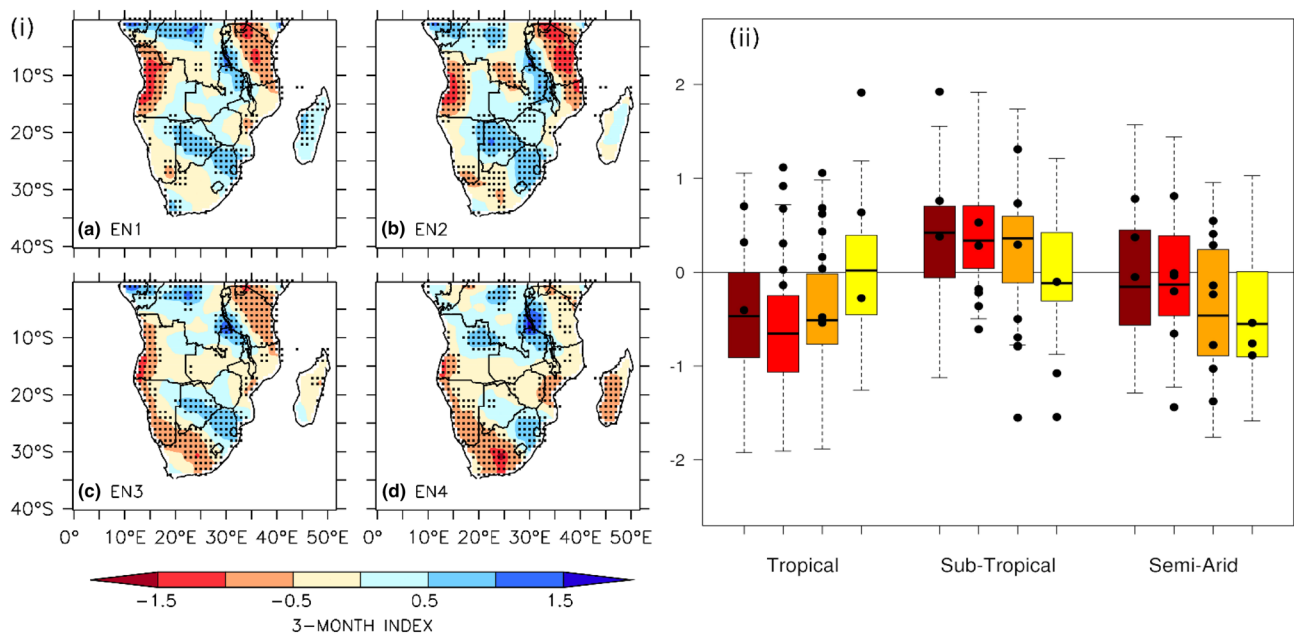 (i)
10°S
20°S
30°S
40°S
(a) EN1
(b) EN2
10°S
20°S
30°S
40°S
(c) EN3
(d) EN4
0° 10°E 20°E 30°E 40°E 50°E 0° 10°E 20°E 30°E 40°E 50°E
-1.5 -0.5 0.5 1.5
3-MONTH INDEX
(ii)
2
1
0
-1
-2
Tropical Sub-Tropical Semi-Arid